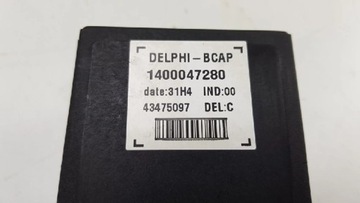 DELPHI-BCAP
1400047280
date:31H4 IND:00
43475097 DEL:C